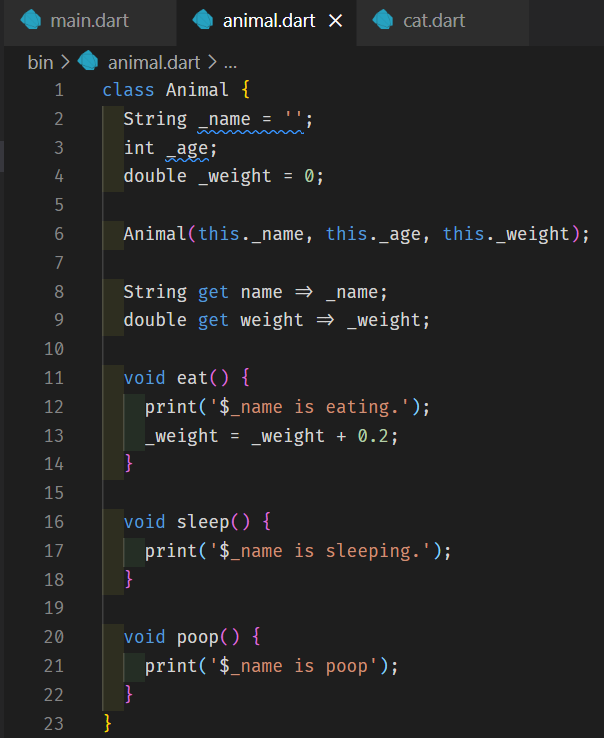 main.dart animal.dart × cat.dart
bin > animal.dart > ...
1 class Animal {
2 String _name = '';
3 int _age;
4 double _weight = 0;
5
6 Animal(this._name, this._age, this._weight);
7
8 String get name => _name;
9 double get weight => _weight;
10
11 void eat() {
12 print('$_name is eating.');
13 _weight = _weight + 0.2;
14 }
15
16 void sleep() {
17 print('$_name is sleeping.');
18 }
19
20 void poop() {
21 print('$_name is poop');
22 }
23 }